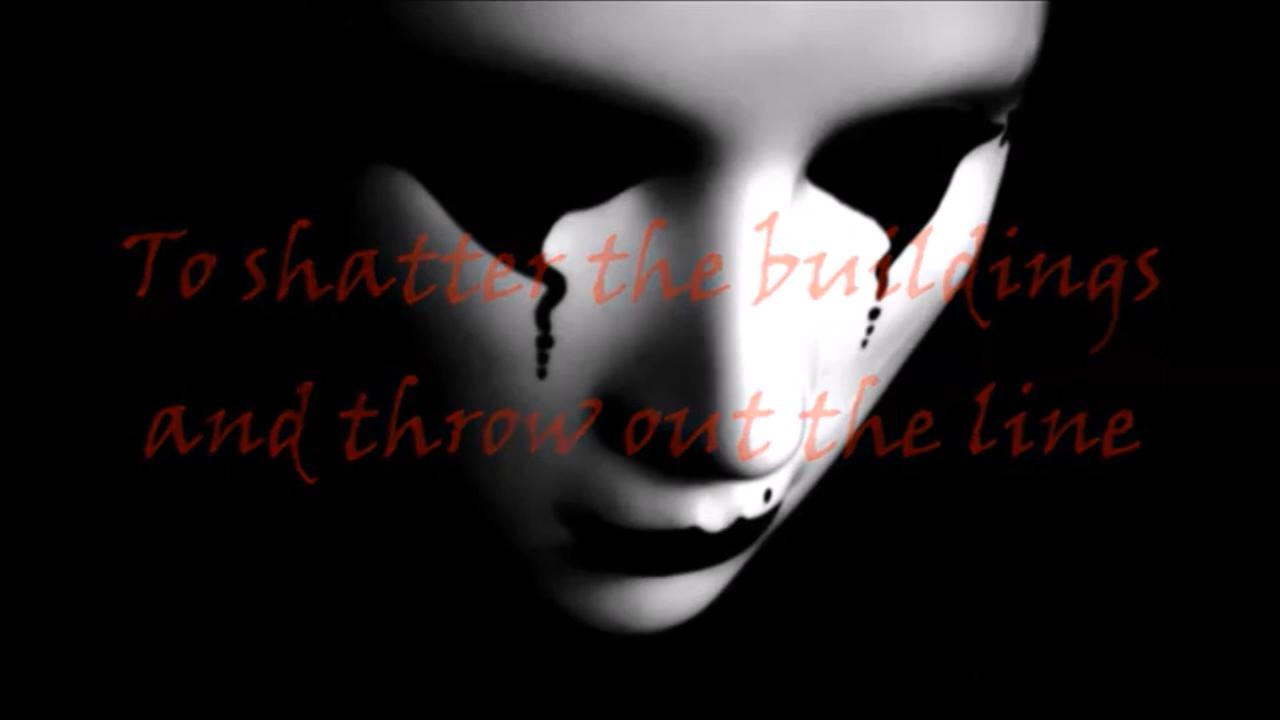 To shatter the buildings
and throw out the line